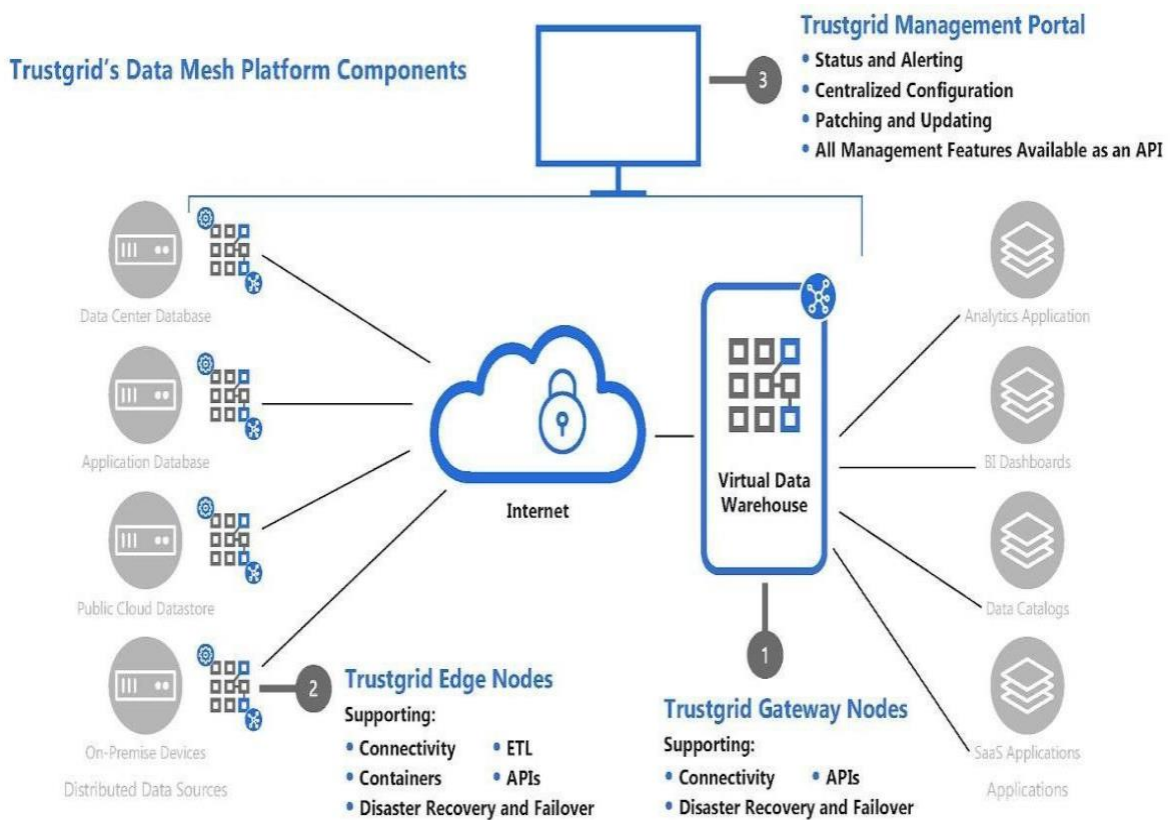 Trustgrid's Data Mesh Platform Components
Trustgrid Management Portal
• Status and Alerting
• Centralized Configuration
• Patching and Updating
• All Management Features Available as an API
3
Data Center Database
Application Database
Public Cloud Datastore
On-Premise Devices
Distributed Data Sources
Internet
Virtual Data
Warehouse
Analytics Application
BI Dashboards
Data Catalogs
SaaS Applications
Applications
2
Trustgrid Edge Nodes
Supporting:
• Connectivity • ETL
• Containers • APIs
• Disaster Recovery and Failover
1
Trustgrid Gateway Nodes
Supporting:
• Connectivity • APIs
• Disaster Recovery and Failover